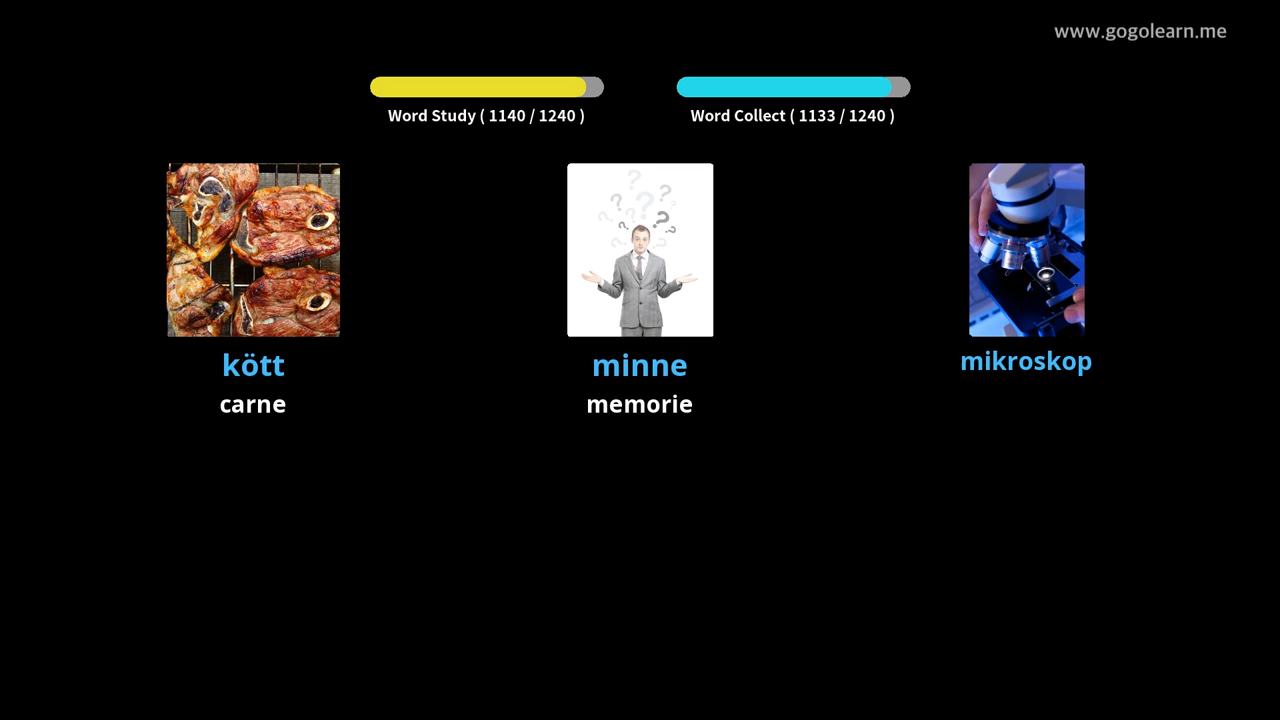 www.gogolearn.me
Word Study ( 1140 / 1240 )
Word Collect ( 1133 / 1240 )
kött
minne
mikroskop
carne
memorie